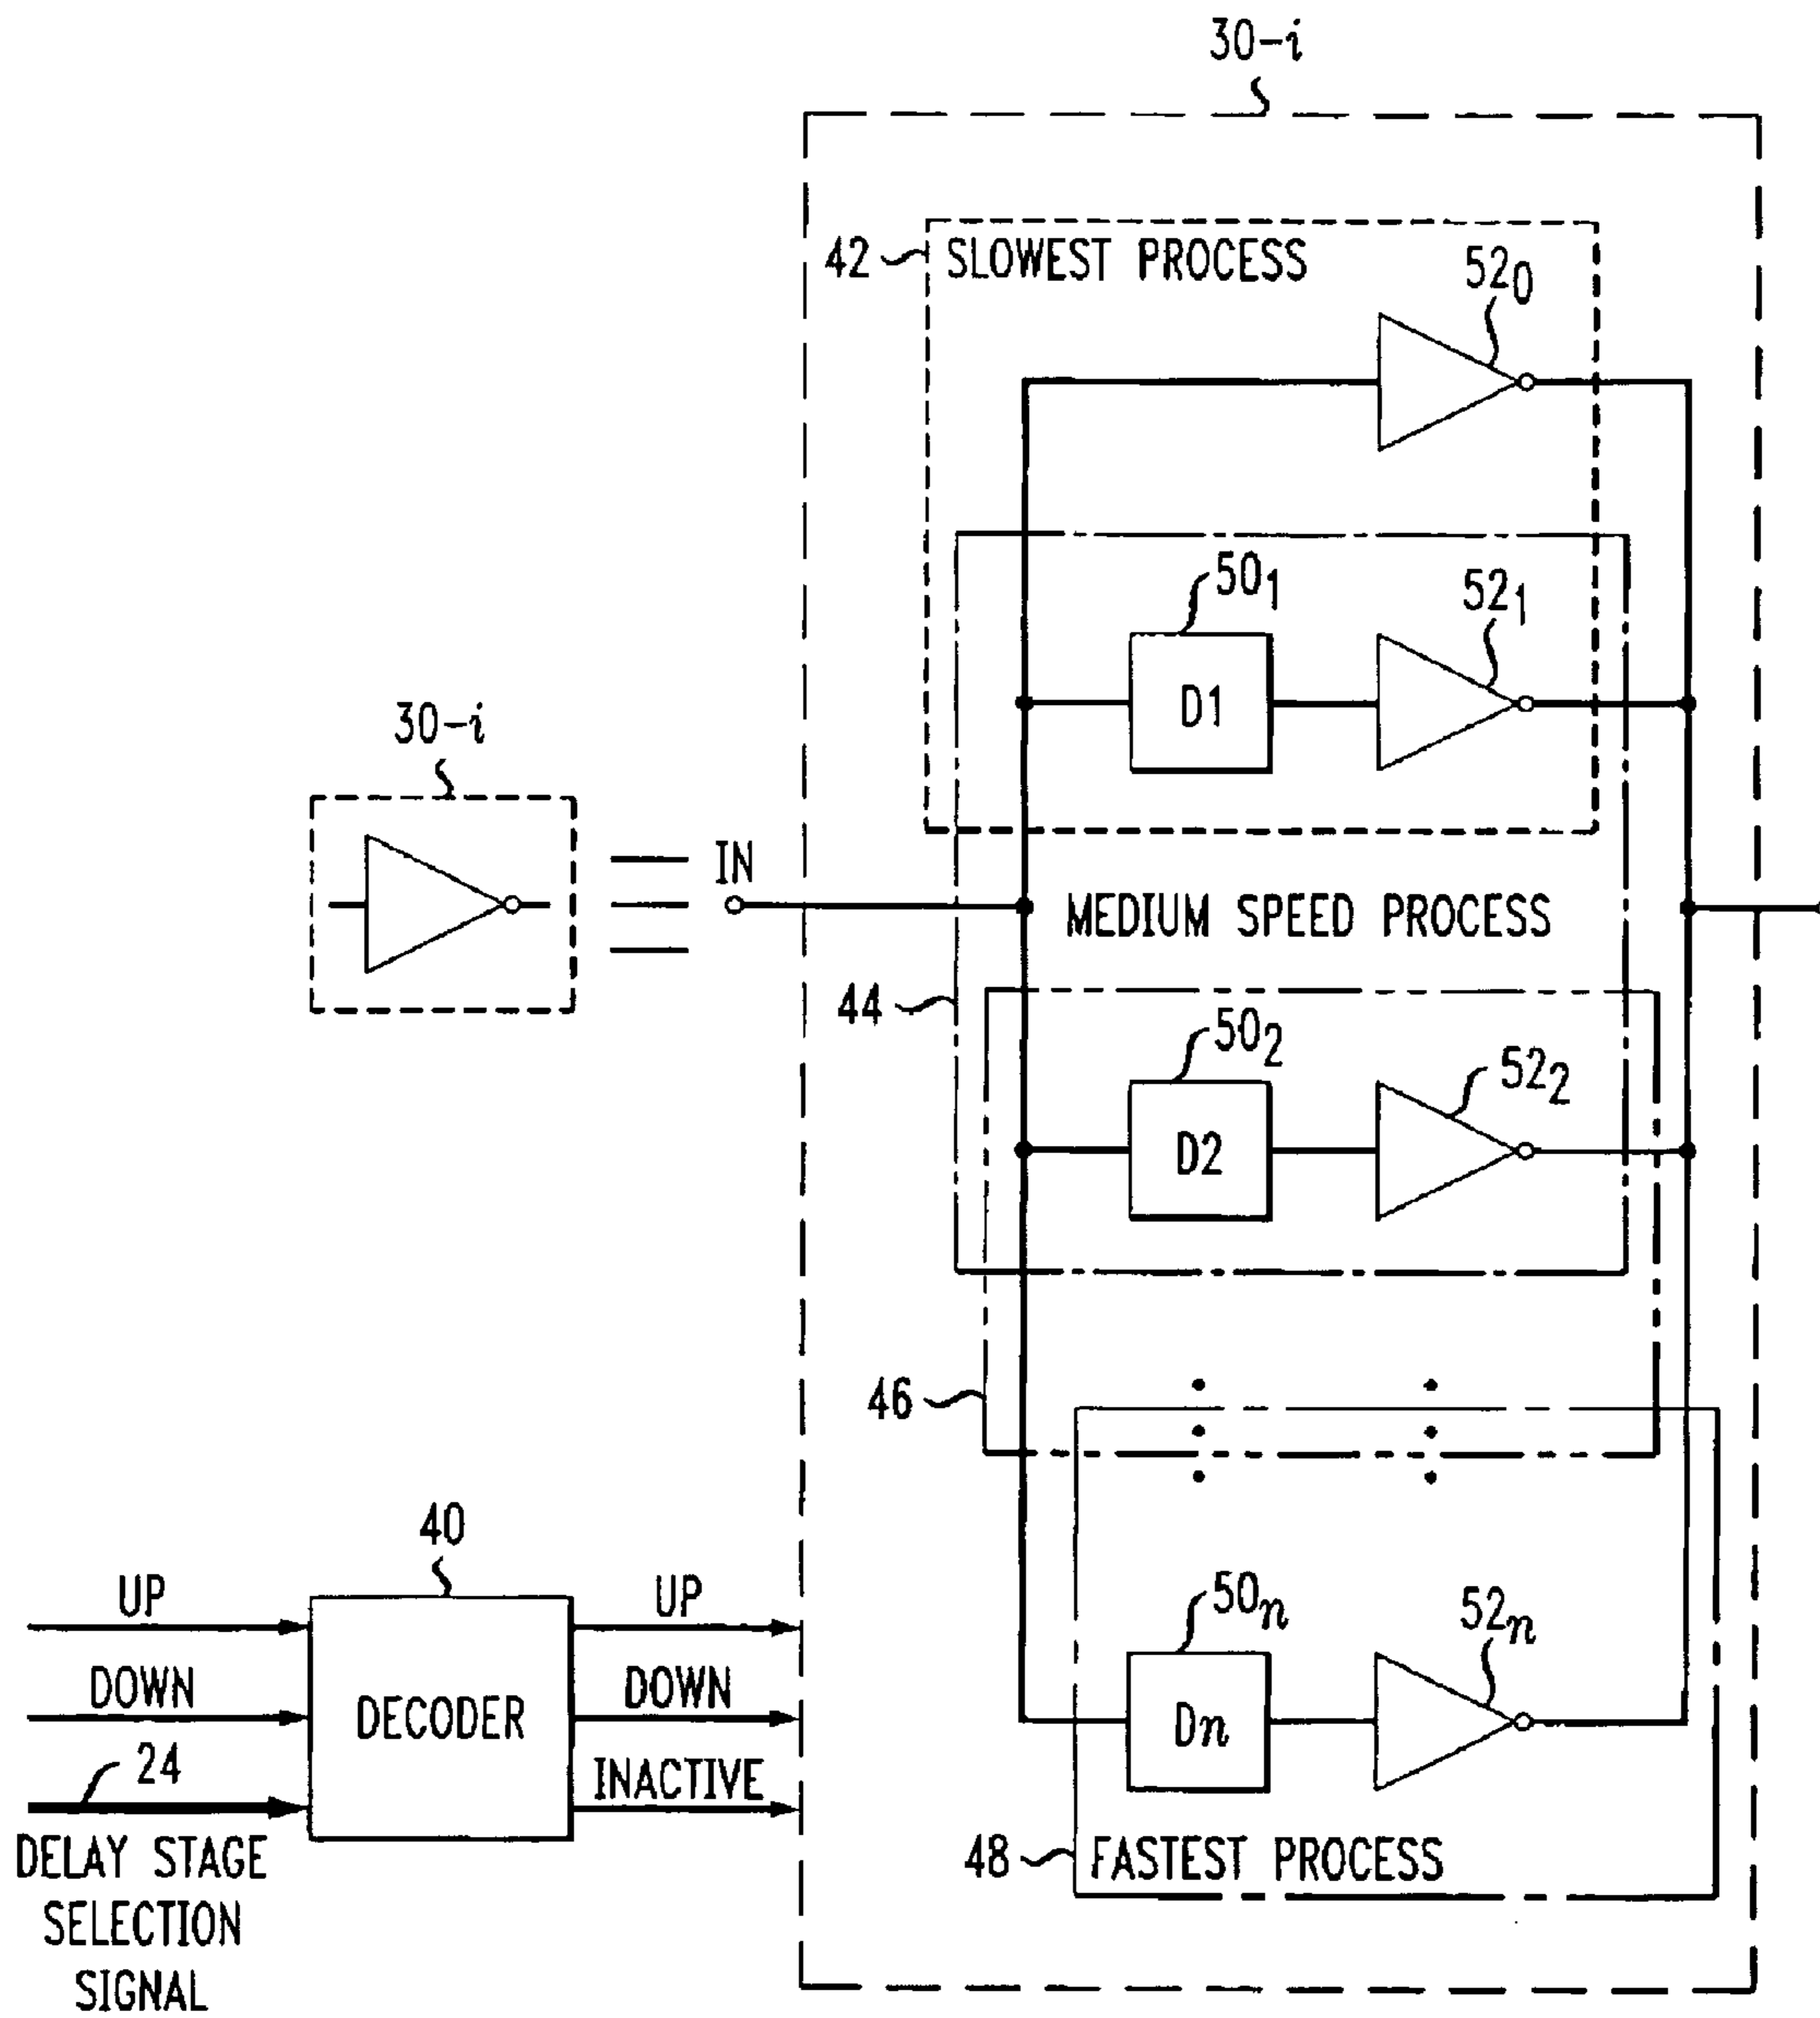 30-i
42
SLOWEST PROCESS
52₀
50₁
52₁
D1
30-i
IN
MEDIUM SPEED PROCESS
44
50₂
52₂
D2
46
40
UP
UP
50ₙ
52ₙ
DOWN
DECODER
DOWN
Dn
24
INACTIVE
DELAY STAGE
SELECTION
SIGNAL
48
FASTEST PROCESS